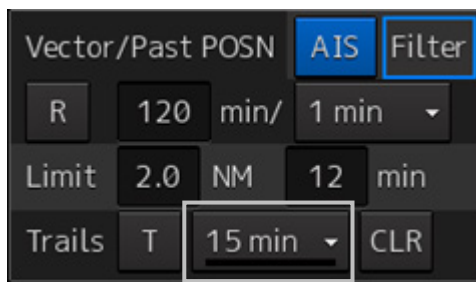 Vector/Past POSN AIS Filter
R 120 min/ 1 min
Limit 2.0 NM 12 min
Trails T 15 min CLR